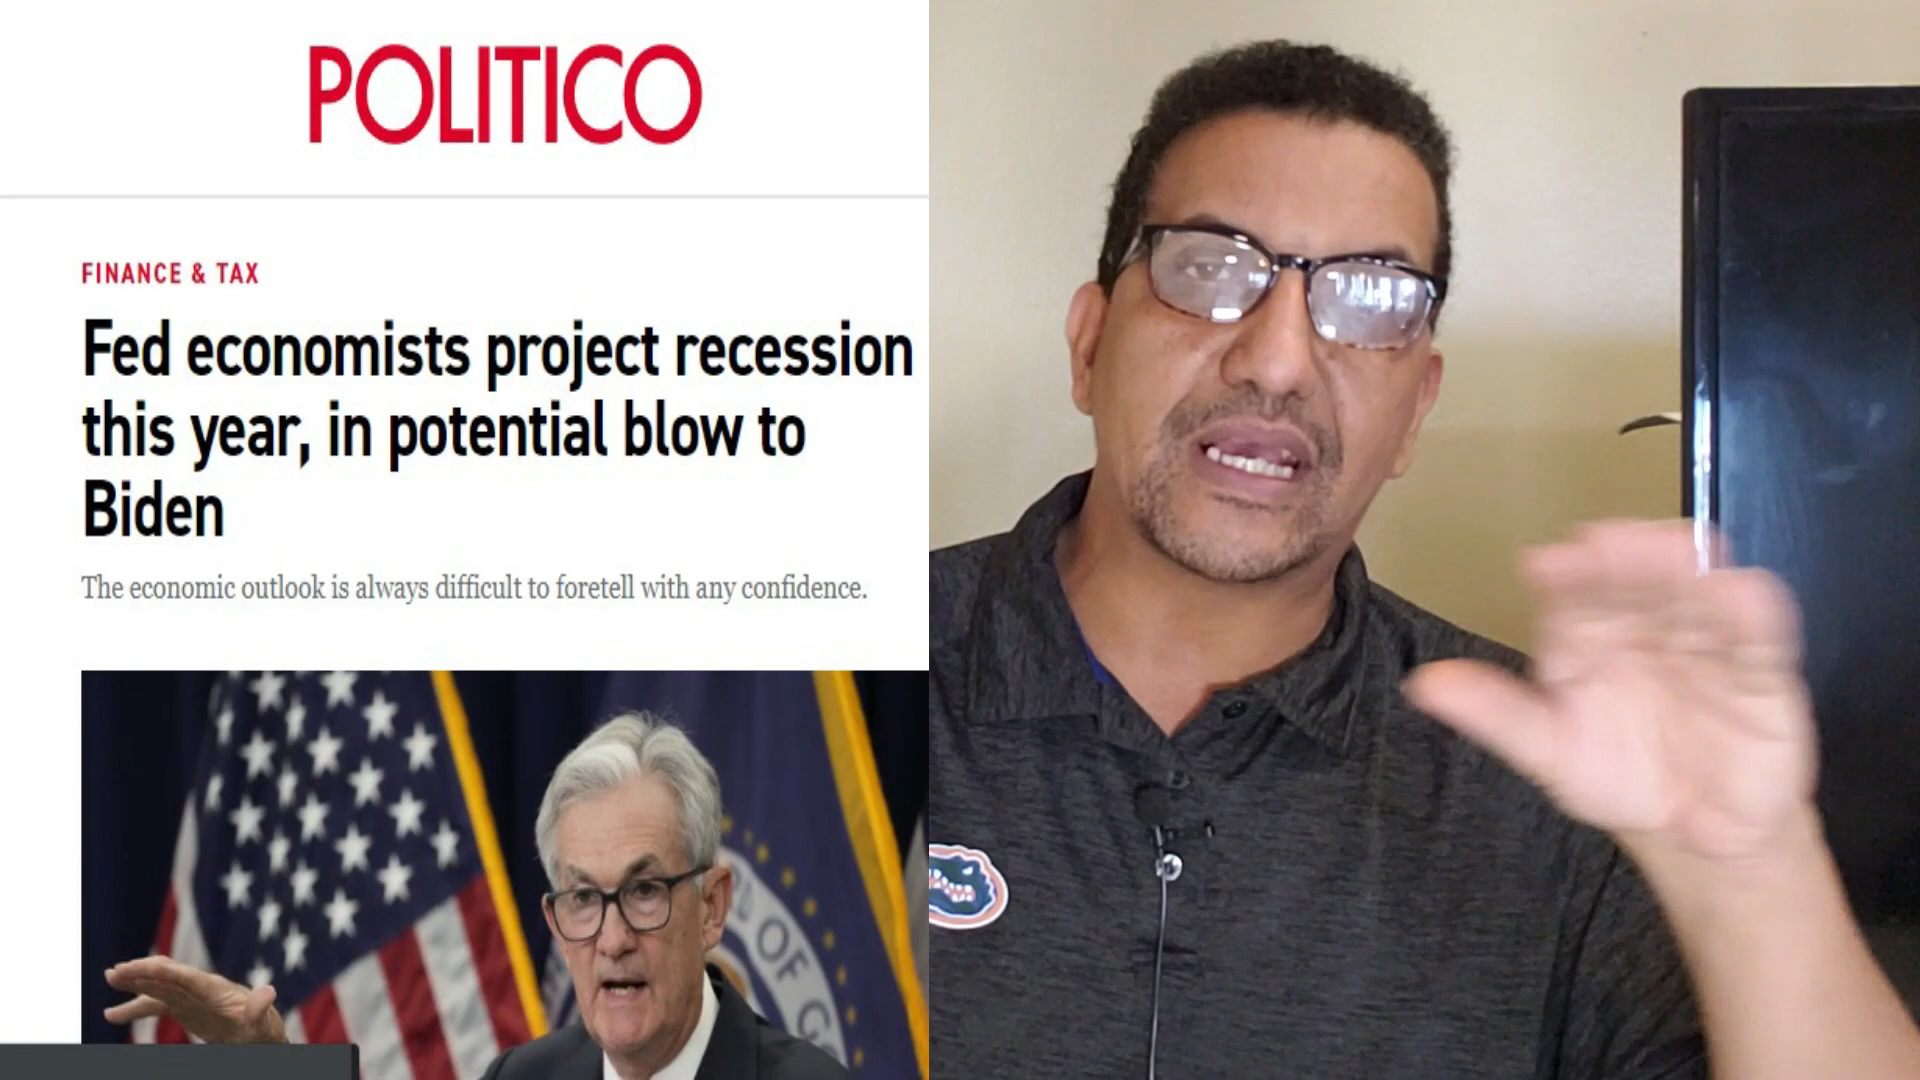 POLITICO
FINANCE & TAX
Fed economists project recession
this year, in potential blow to
Biden
The economic outlook is always difficult to foretell with any confidence.
OF G